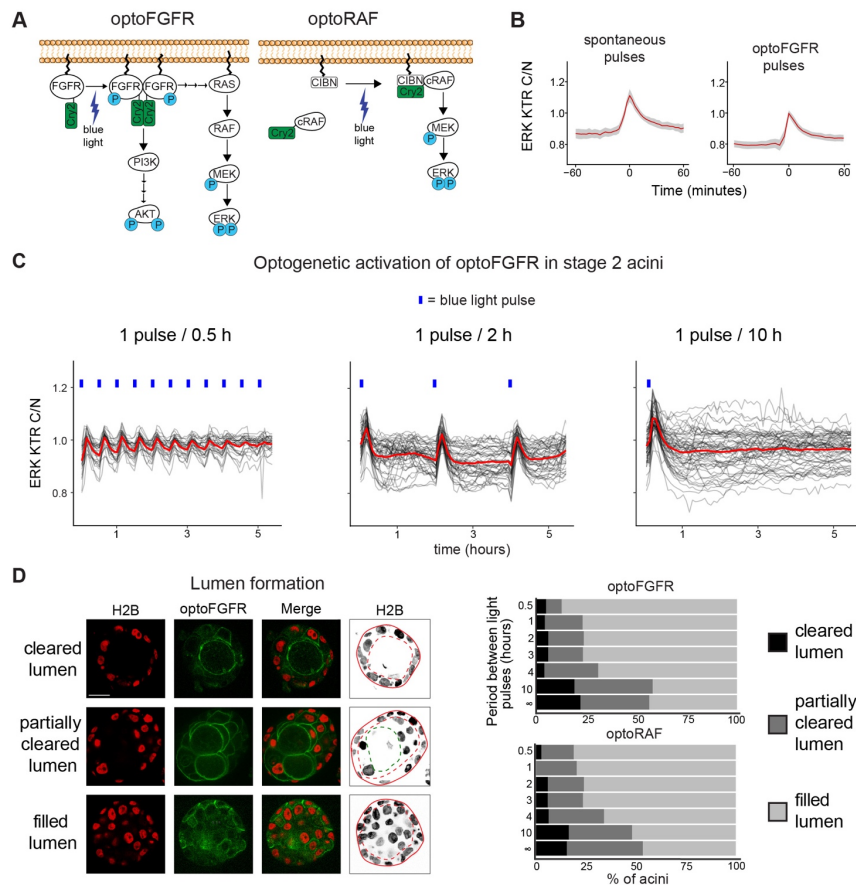 A
optoFGFR
optoRAF
FGFR
Cry2
blue
light
FGFR
FGFR
P
P
Cry2
Cry2
PI3K
AKT
P
P
RAS
RAF
MEK
P
ERK
P
P
CIBN
cRAF
Cry2
blue
light
CIBN
Cry2
cRAF
MEK
P
ERK
P
P
B
spontaneous
pulses
optoFGFR
pulses
ERK KTR C/N
1.2
1.0
0.8
1.2
1.0
0.8
−60
0
60
−60
0
60
Time (minutes)
C
Optogenetic activation of optoFGFR in stage 2 acini
= blue light pulse
1 pulse / 0.5 h
1 pulse / 2 h
1 pulse / 10 h
ERK KTR C/N
1.2
1.0
0.8
1
3
5
1
3
5
1
3
5
time (hours)
D
Lumen formation
H2B
optoFGFR
Merge
H2B
cleared
lumen
partially
cleared
lumen
filled
lumen
optoFGFR
Period between light
pulses (hours)
0.5
1
2
3
4
10
∞
0
25
50
75
100
optoRAF
0.5
1
2
3
4
10
∞
0
25
50
75
100
% of acini
cleared
lumen
partially
cleared
lumen
filled
lumen